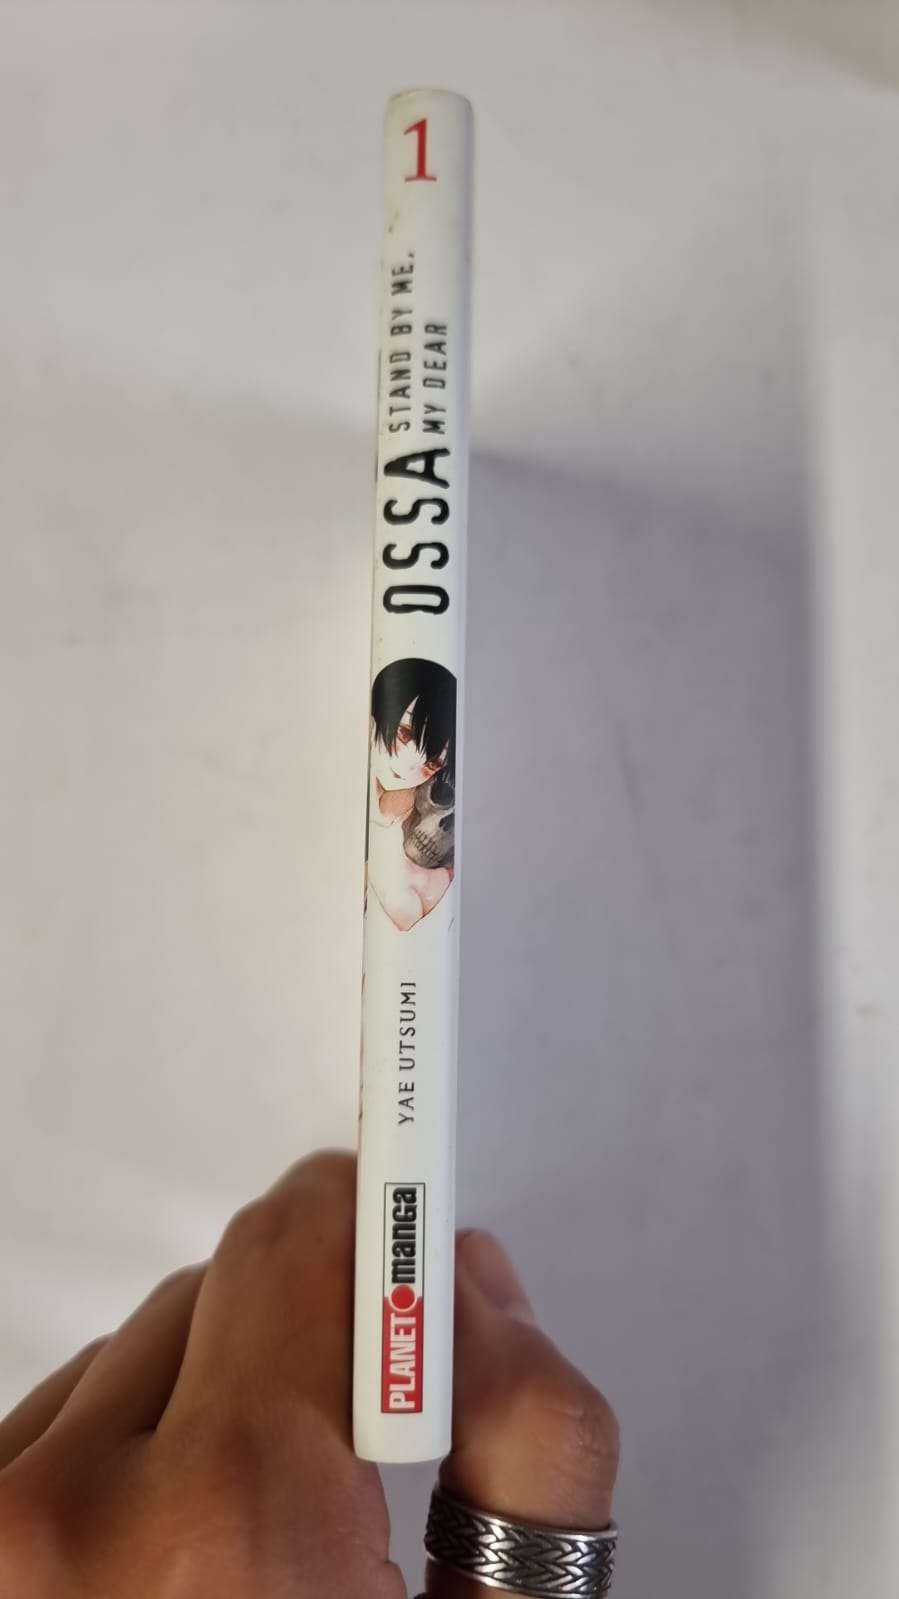 1
OSSA
STAND BY ME,
MY DEAR
YAE UTSUMI
PLANET manga